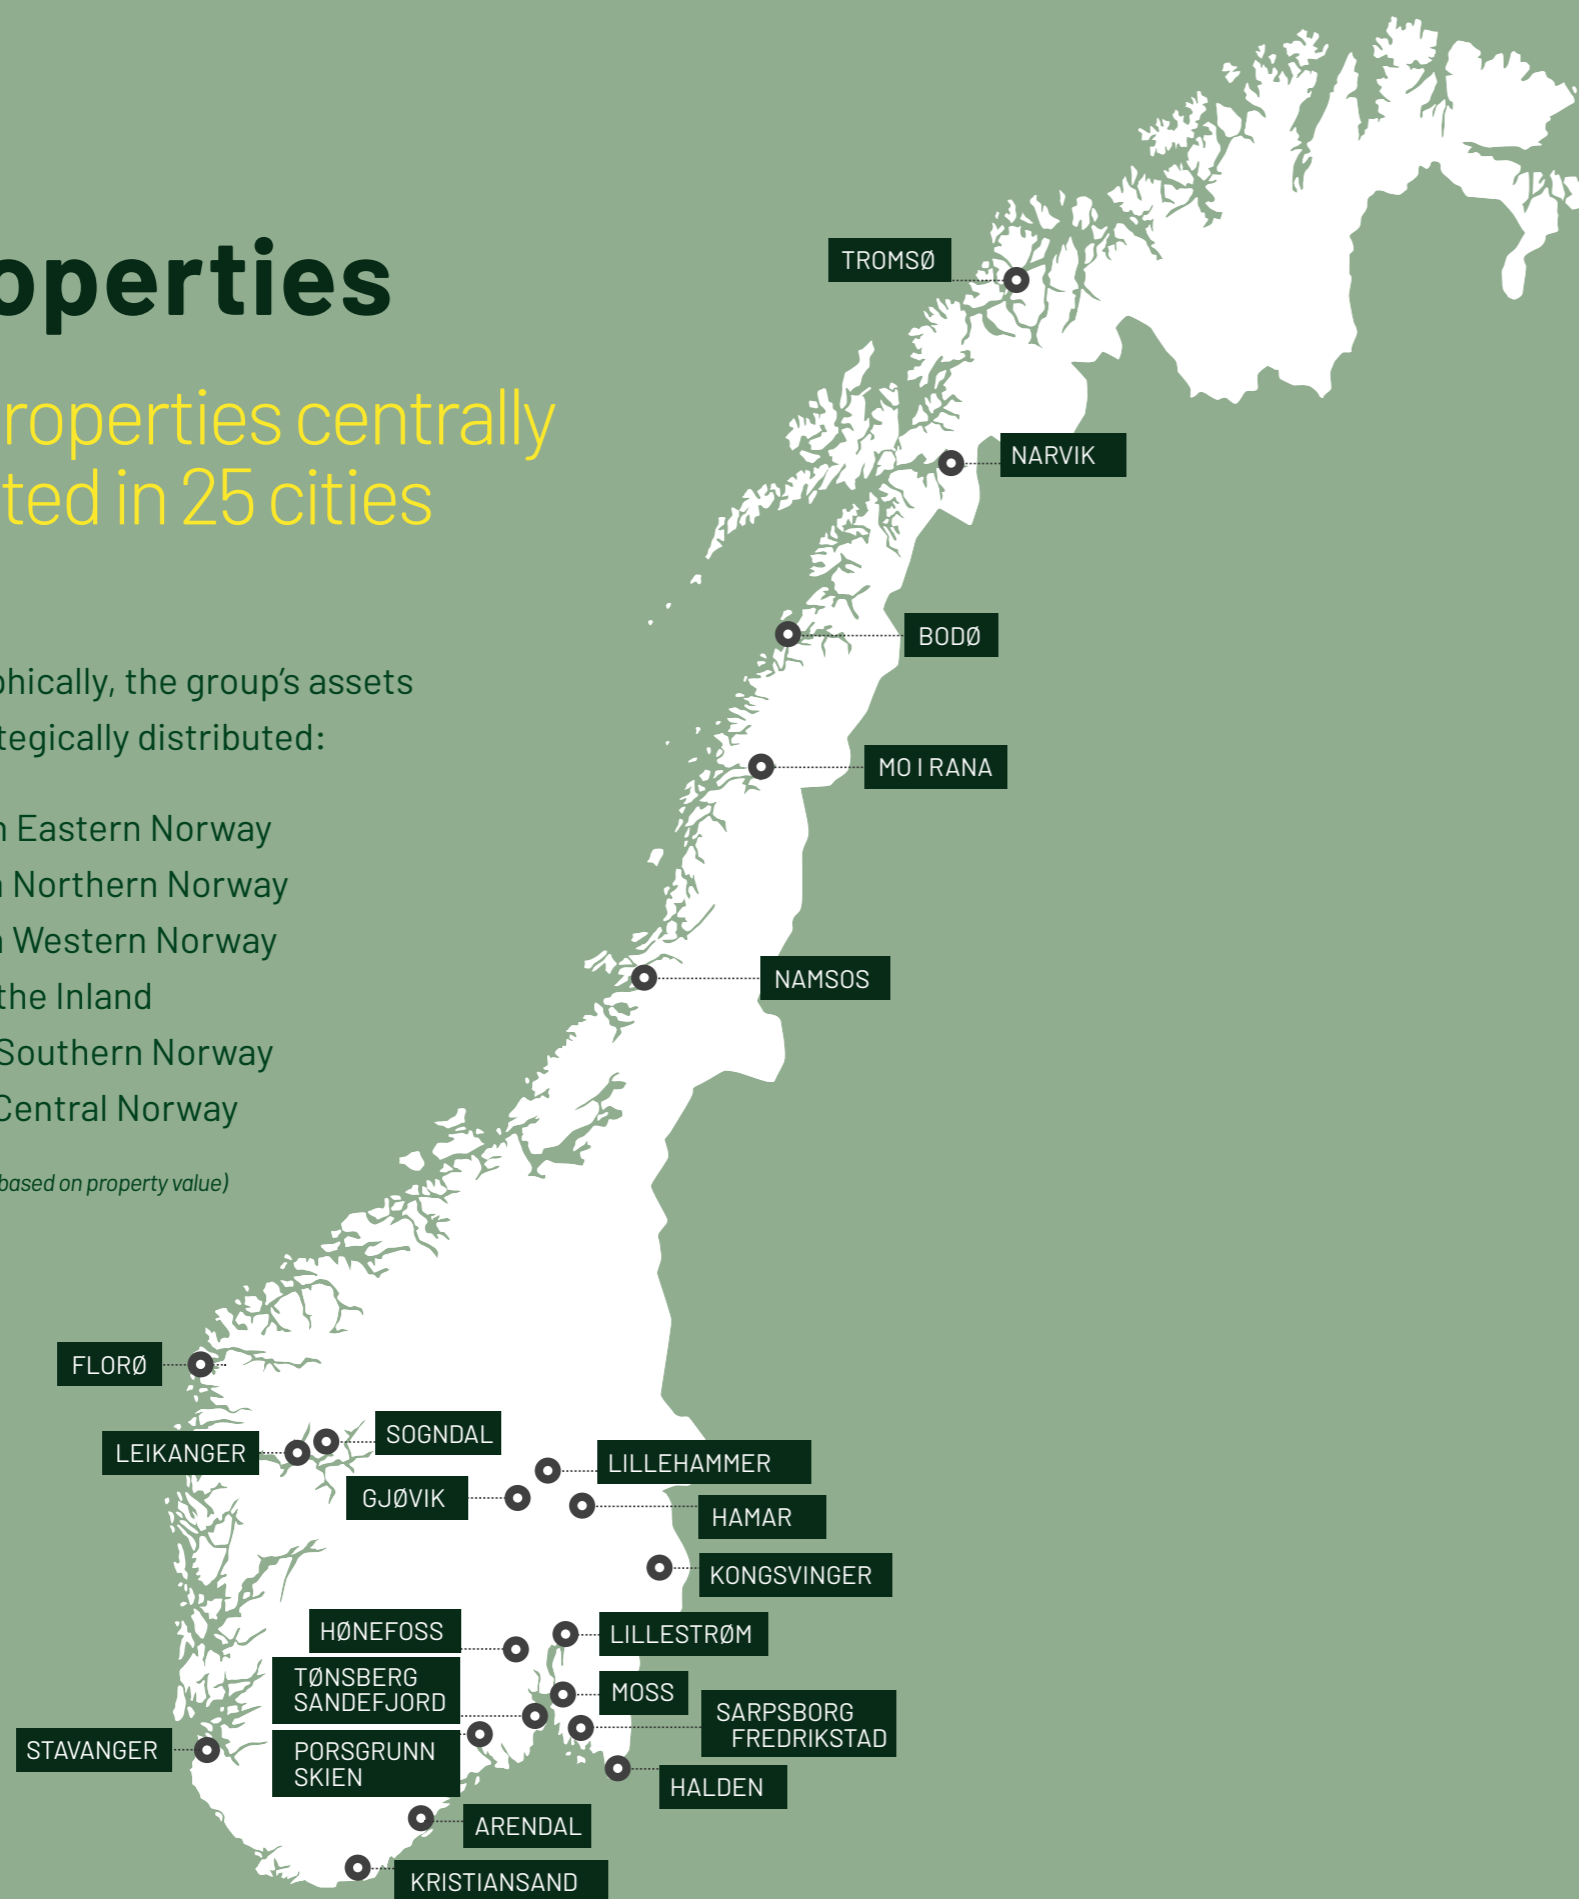 operties
roperties centrally
ted in 25 cities
phically, the group's assets
tegically distributed:
n Eastern Norway
n Northern Norway
n Western Norway
the Inland
Southern Norway
Central Norway
based on property value)
TROMSØ
NARVIK
BODØ
MO I RANA
NAMSOS
FLORØ
SOGNDAL
LEIKANGER
LILLEHAMMER
GJØVIK
HAMAR
KONGSVINGER
HØNEFOSS
LILLESTRØM
TØNSBERG
SANDEFJORD
MOSS
SARPSBORG
FREDRIKSTAD
STAVANGER
PORSGRUNN
SKIEN
HALDEN
ARENDAL
KRISTIANSAND